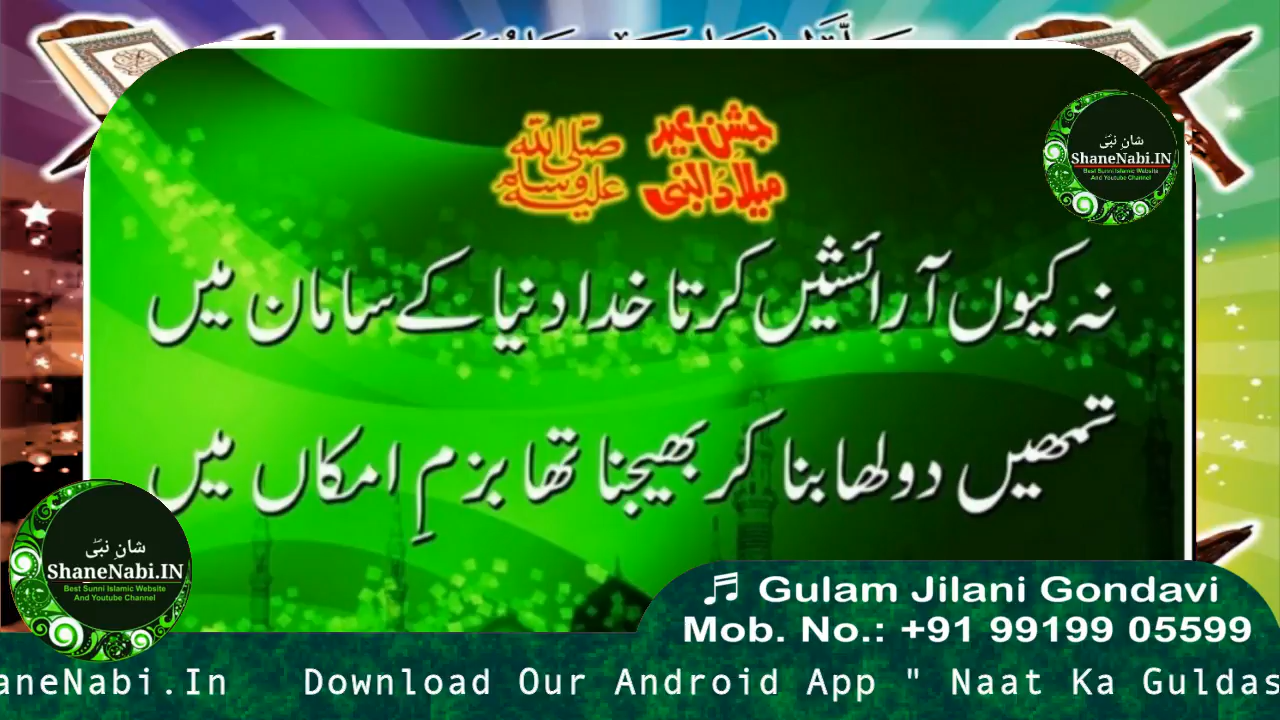 جشن عید
میلاد النبی
صلی اللہ
علیہ وسلم
نہ کیوں آرائشیں کرتا خدا دنیا کے سامان میں
تمھیں دولھا بنا کر بھیجنا تھا بزمِ امکاں میں
شان نبیؐ
ShaneNabi.IN
Best Sunni Islamic Website
And Youtube Channel
شان نبیؐ
ShaneNabi.IN
Best Sunni Islamic Website
And Youtube Channel
Gulam Jilani Gondavi
Mob. No.: +91 99199 05599
aneNabi.In Download Our Android App " Naat Ka Guldas